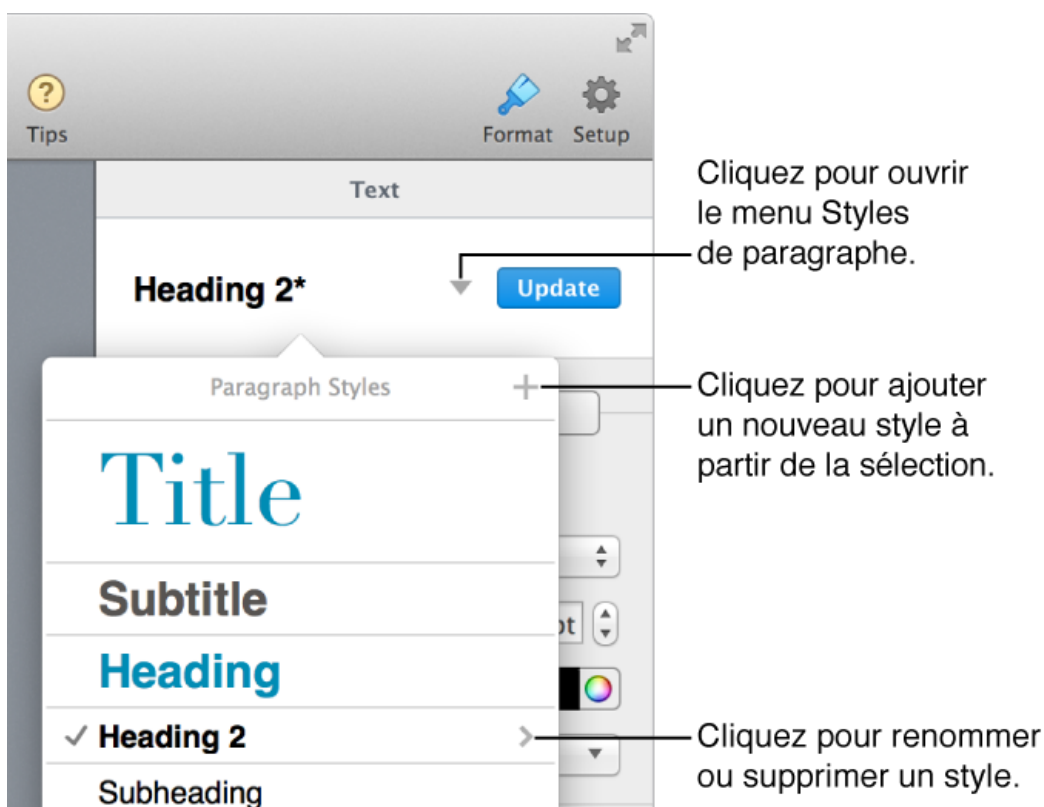 Tips
Format Setup
Text
Heading 2*
Update
Cliquez pour ouvrir
le menu Styles
de paragraphe.
Paragraph Styles
Cliquez pour ajouter
un nouveau style à
partir de la sélection.
Title
Subtitle
pt
Heading
Heading 2
Cliquez pour renommer
ou supprimer un style.
Subheading